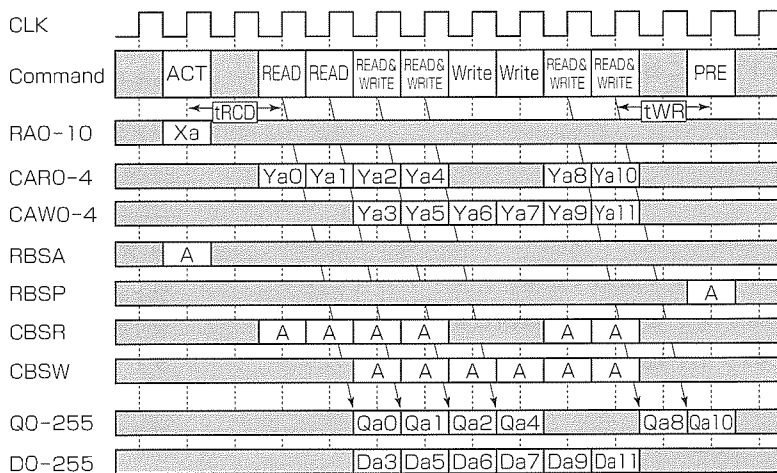 CLK
Command ACT READ READ READ& WRITE READ& WRITE Write Write READ& WRITE READ& WRITE PRE
tRCD tWR
RA0-10 Xa
CAR0-4 Ya0 Ya1 Ya2 Ya4 Ya8 Ya10
CAW0-4 Ya3 Ya5 Ya6 Ya7 Ya9 Ya11
RBSA A
RBSP A
CBSR A A A A A A
CBSW A A A A A A
Q0-255 Qa0 Qa1 Qa2 Qa4 Qa8 Qa10
D0-255 Da3 Da5 Da6 Da7 Da9 Da11